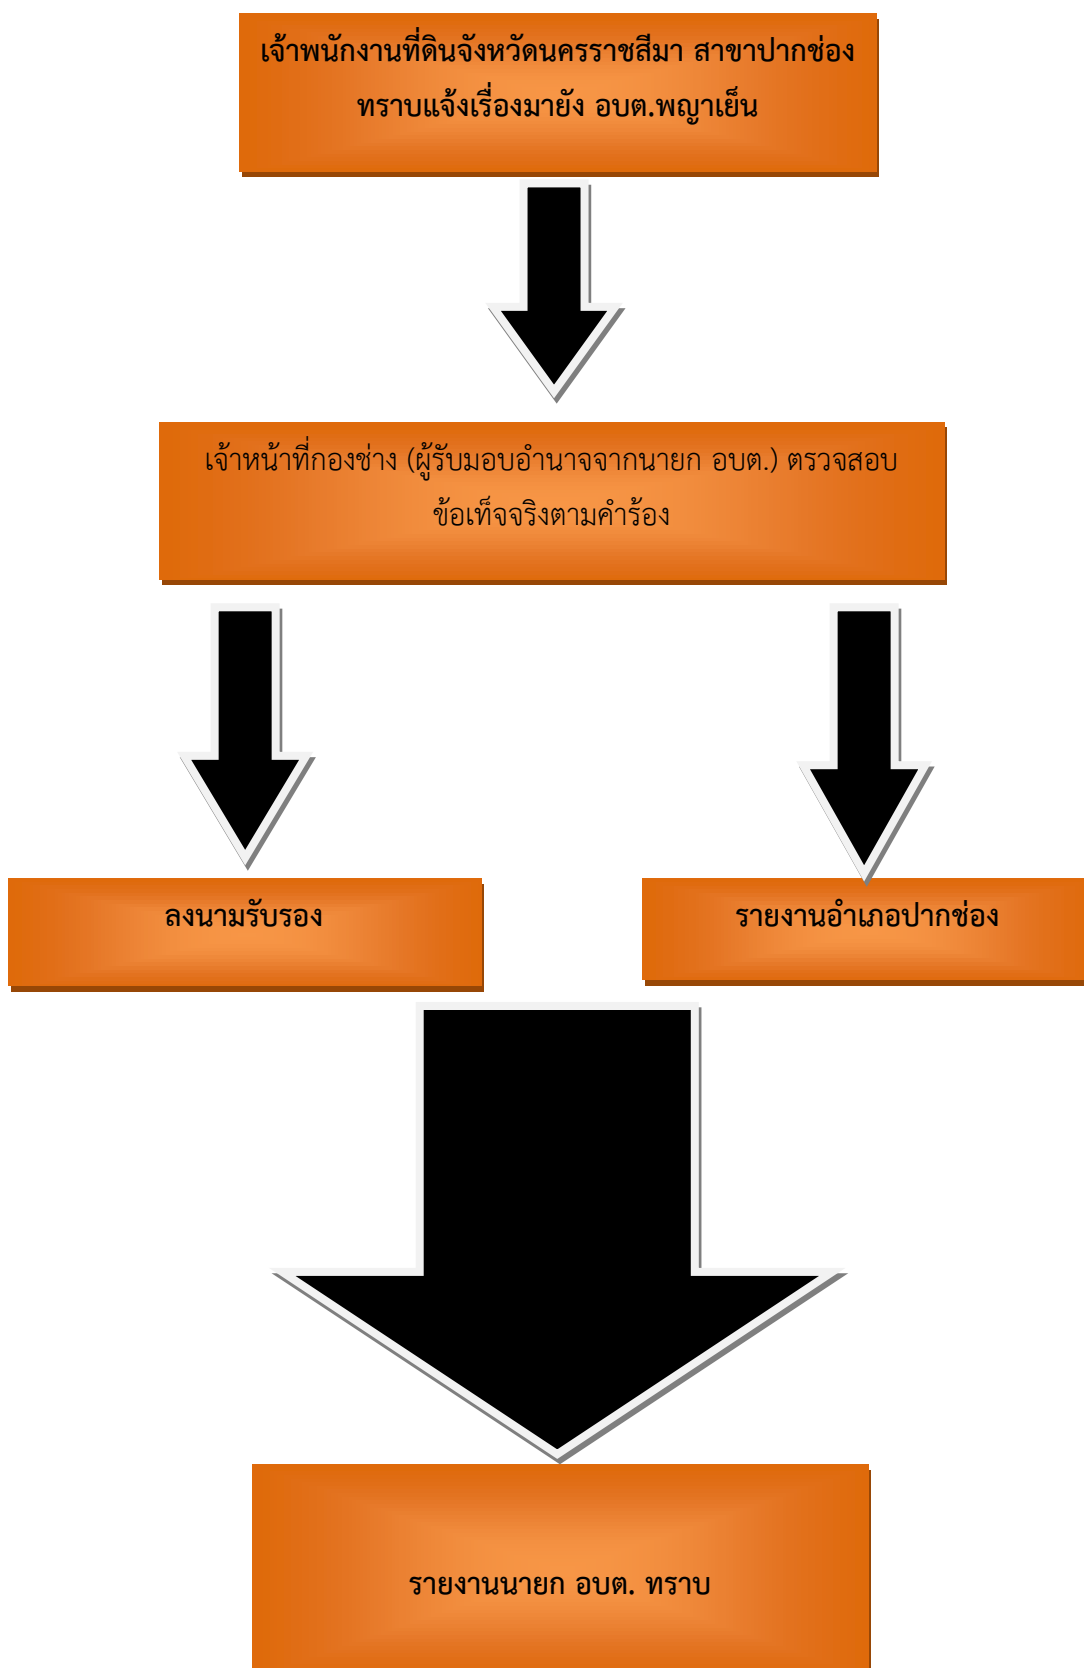 เจ้าพนักงานที่ดินจังหวัดนครราชสีมา สาขาปากช่อง
ทราบแจ้งเรื่องมายัง อบต.พญาเย็น
เจ้าหน้าที่กองช่าง (ผู้รับมอบอำนาจจากนายก อบต.) ตรวจสอบ
ข้อเท็จจริงตามคำร้อง
ลงนามรับรอง
รายงานอำเภอปากช่อง
รายงานนายก อบต. ทราบ